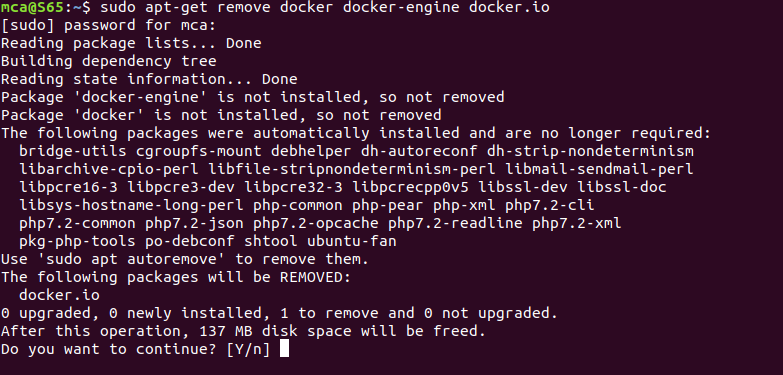 mca@S65:~$ sudo apt-get remove docker docker-engine docker.io
[sudo] password for mca:
Reading package lists... Done
Building dependency tree
Reading state information... Done
Package 'docker-engine' is not installed, so not removed
Package 'docker' is not installed, so not removed
The following packages were automatically installed and are no longer required:
  bridge-utils cgroupfs-mount debhelper dh-autoreconf dh-strip-nondeterminism
  libarchive-cpio-perl libfile-stripnondeterminism-perl libmail-sendmail-perl
  libpcre16-3 libpcre3-dev libpcre32-3 libpcrecpp0v5 libssl-dev libssl-doc
  libsys-hostname-long-perl php-common php-pear php-xml php7.2-cli
  php7.2-common php7.2-json php7.2-opcache php7.2-readline php7.2-xml
  pkg-php-tools po-debconf shtool ubuntu-fan
Use 'sudo apt autoremove' to remove them.
The following packages will be REMOVED:
  docker.io
0 upgraded, 0 newly installed, 1 to remove and 0 not upgraded.
After this operation, 137 MB disk space will be freed.
Do you want to continue? [Y/n]